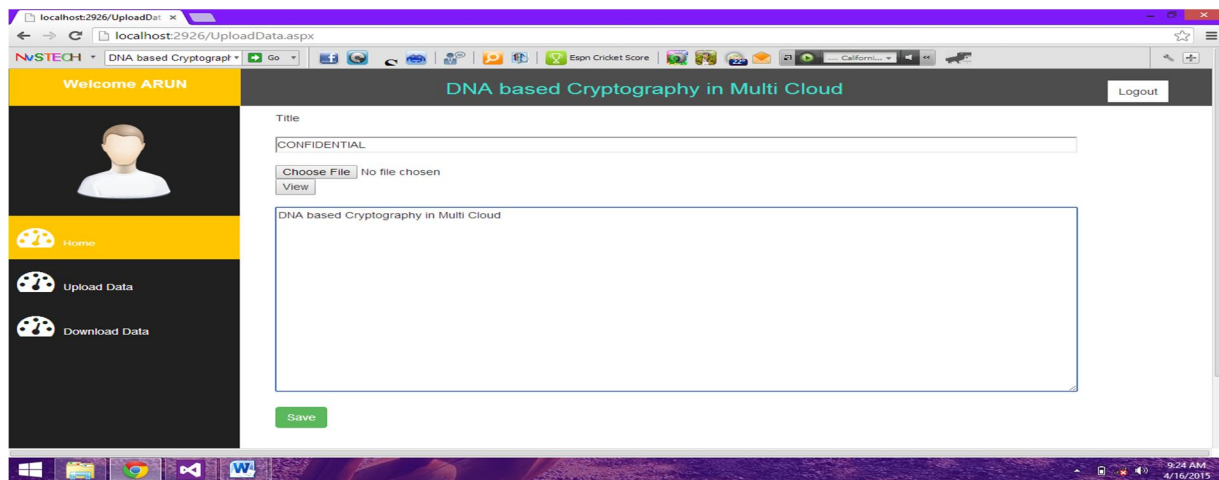 localhost:2926/UploadDat
localhost:2926/UploadData.aspx
NVSTECH DNA based Cryptograph Go Espn Cricket Score 22° Californi...
Welcome ARUN
DNA based Cryptography in Multi Cloud
Logout
Title
CONFIDENTIAL
Choose File No file chosen
View
DNA based Cryptography in Multi Cloud
Home
Upload Data
Download Data
Save
9:24 AM
4/16/2015